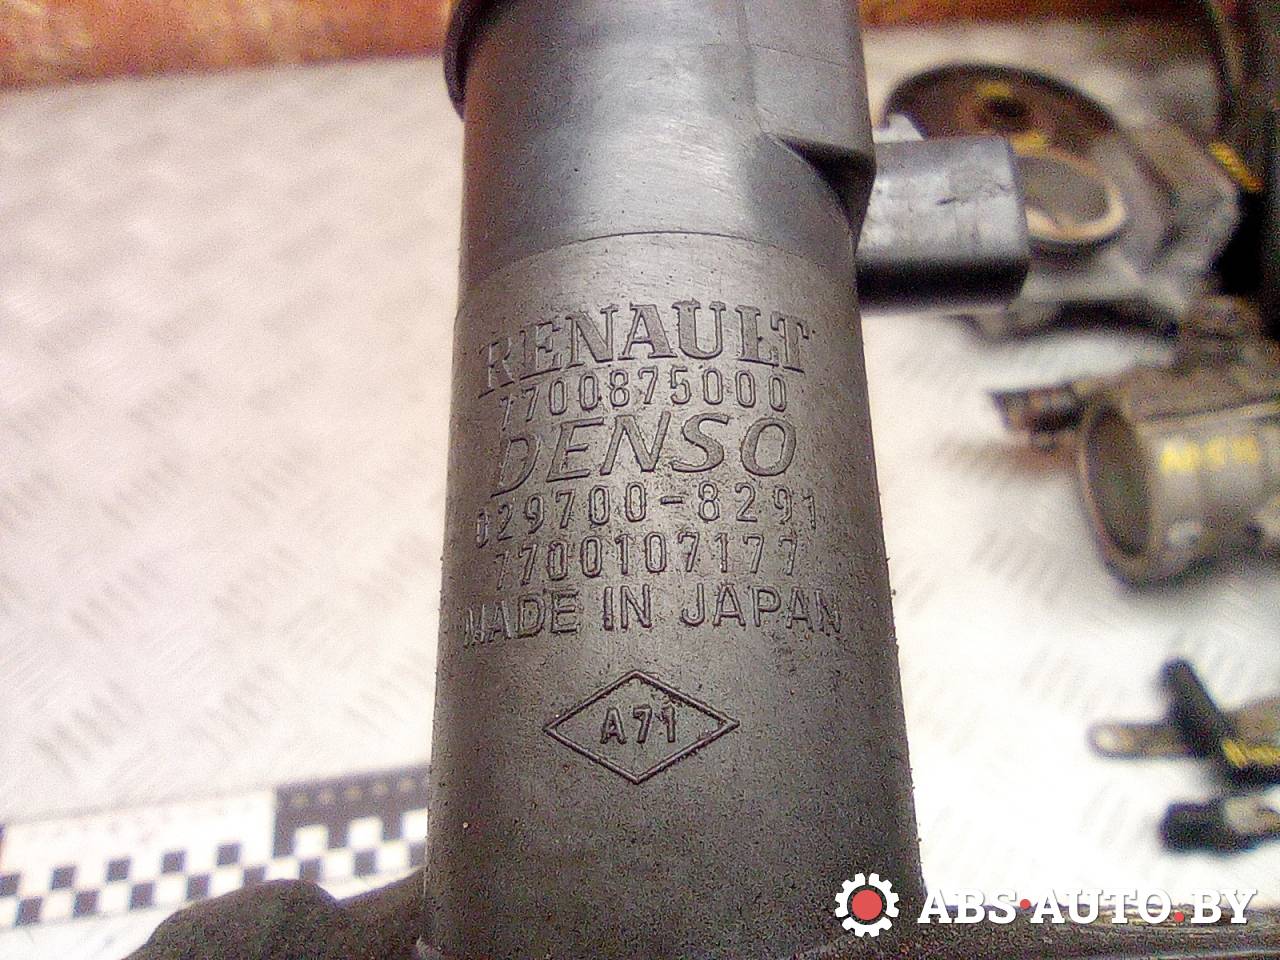 RENAULT
7700875000
DENSO
029700-8291
7700107177
MADE IN JAPAN
A71
ABS·AUTO.BY